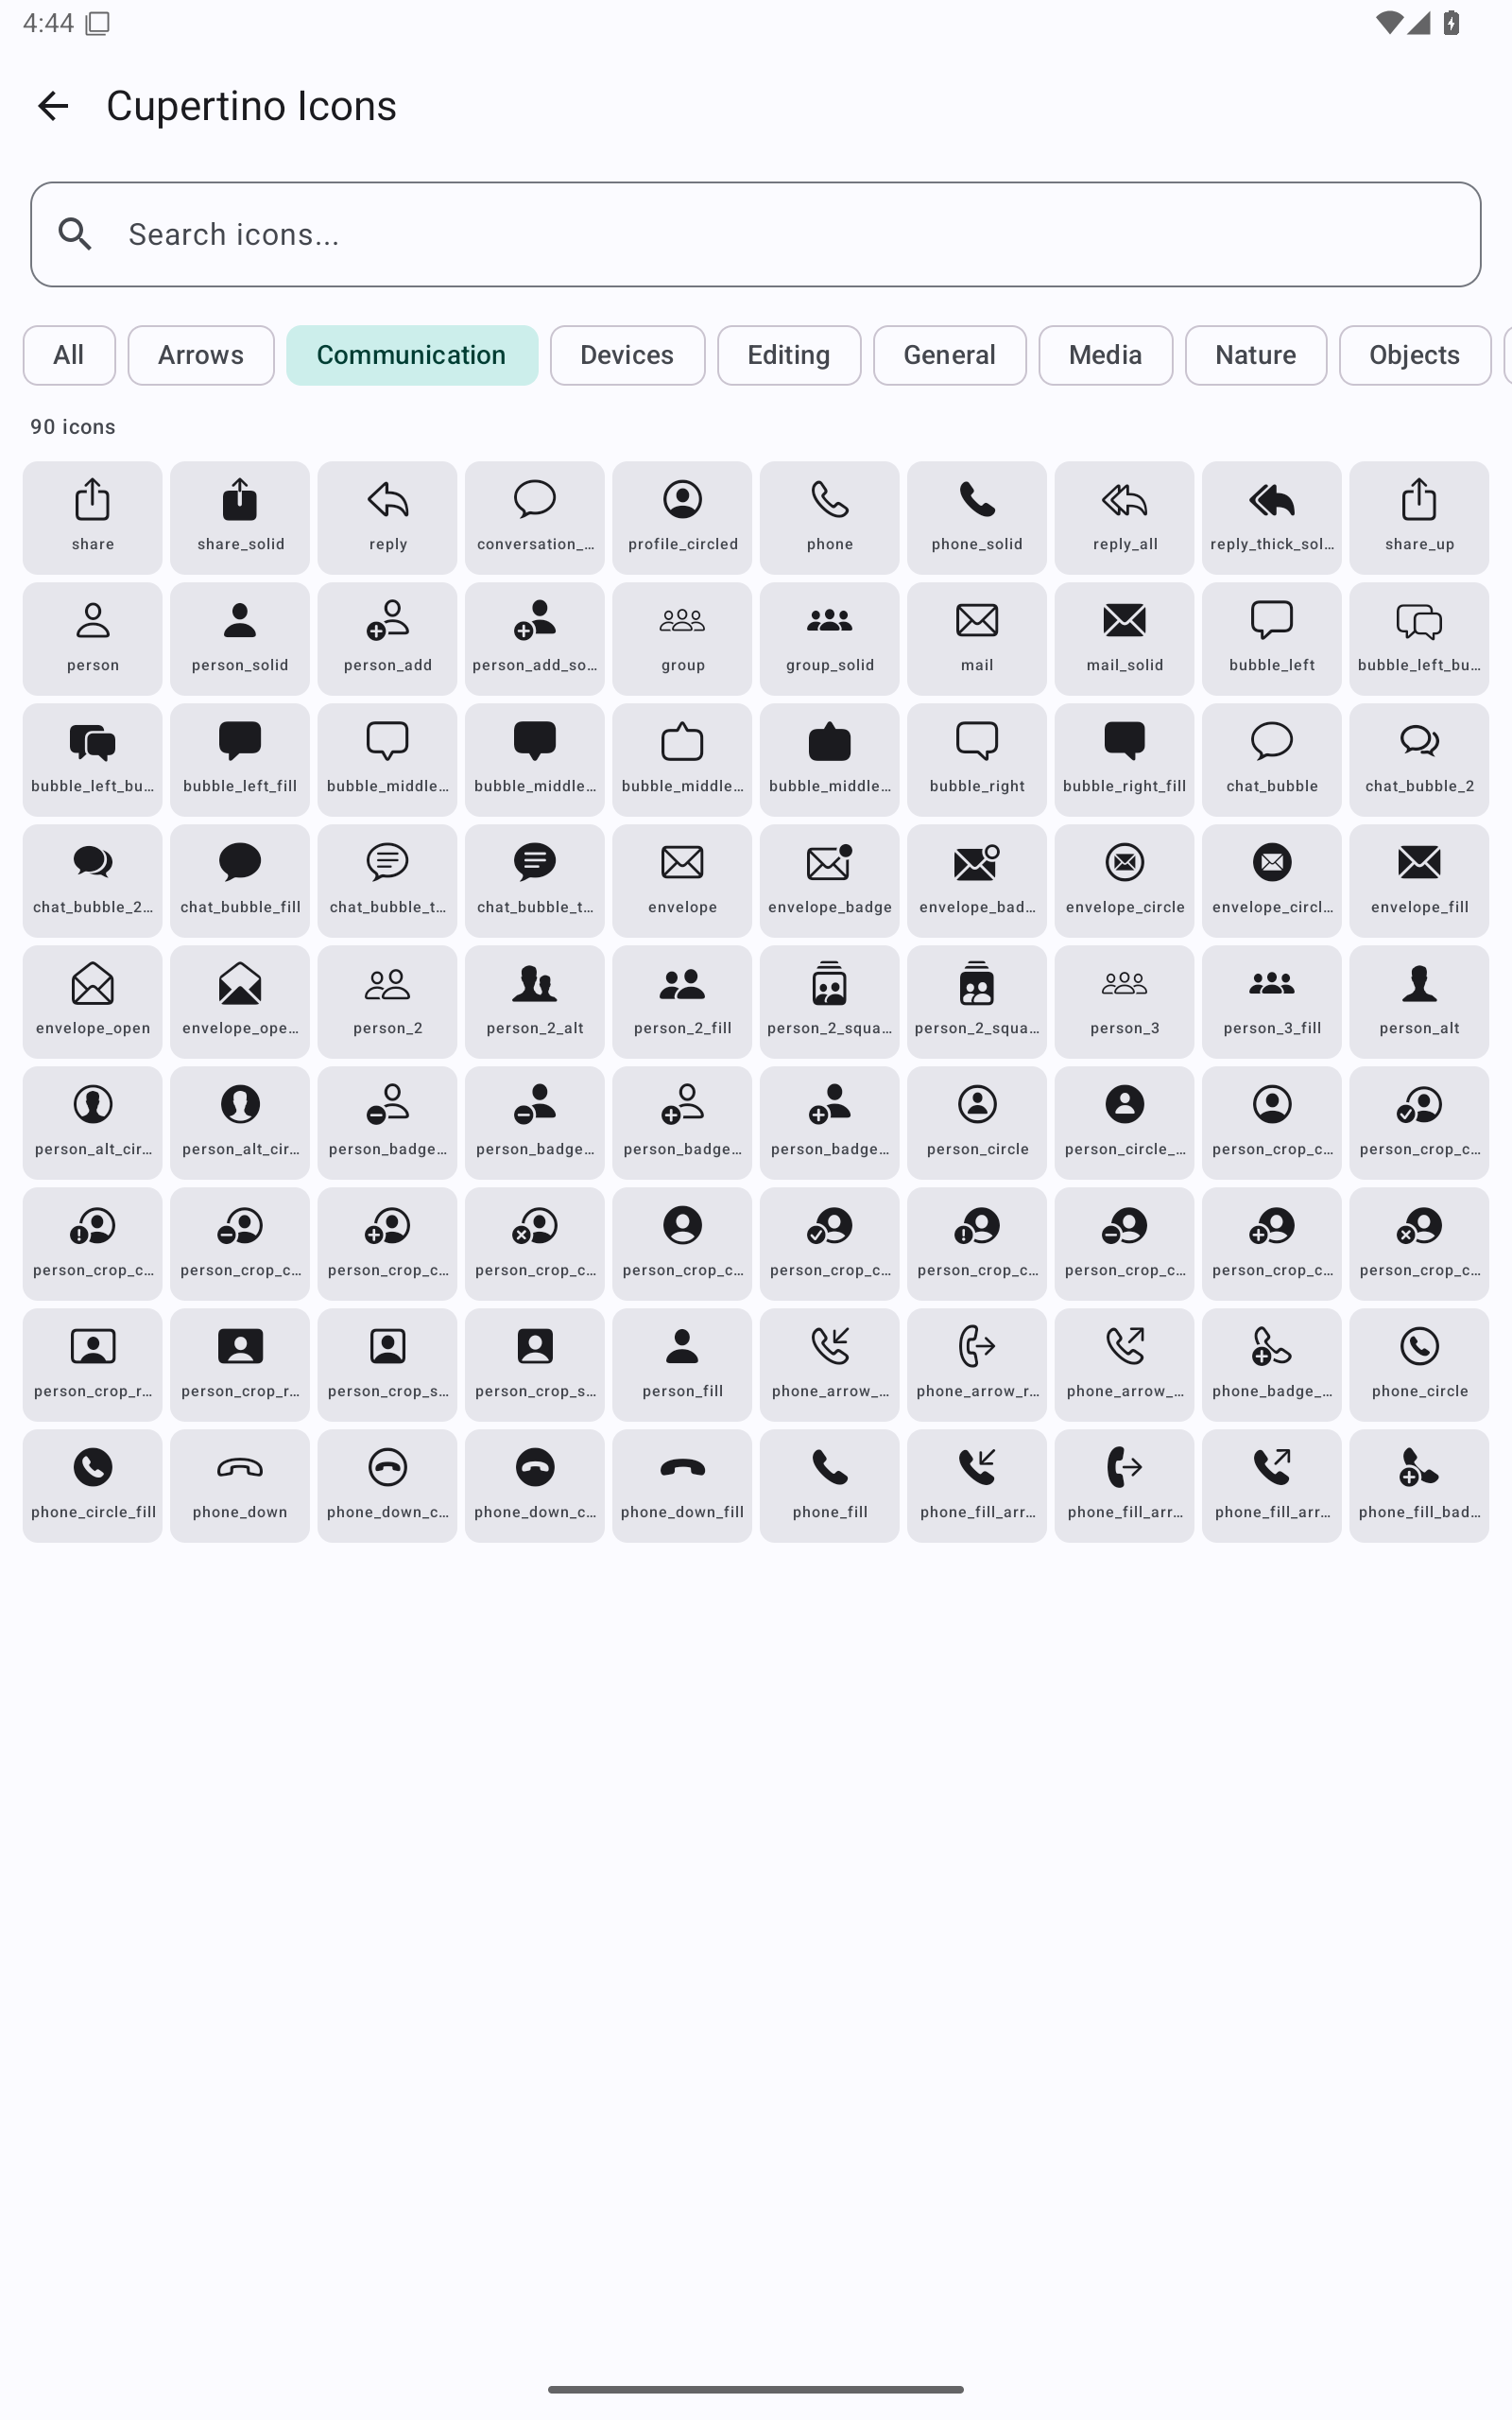 4:44
Cupertino Icons
Search icons...
All Arrows Communication Devices Editing General Media Nature Objects
90 icons
share share_solid reply conversation_… profile_circled phone phone_solid reply_all reply_thick_sol… share_up
person person_solid person_add person_add_so… group group_solid mail mail_solid bubble_left bubble_left_bu…
bubble_left_bu… bubble_left_fill bubble_middle… bubble_middle… bubble_middle… bubble_middle… bubble_right bubble_right_fill chat_bubble chat_bubble_2
chat_bubble_2… chat_bubble_fill chat_bubble_t… chat_bubble_t… envelope envelope_badge envelope_bad… envelope_circle envelope_circl… envelope_fill
envelope_open envelope_ope… person_2 person_2_alt person_2_fill person_2_squa… person_2_squa… person_3 person_3_fill person_alt
person_alt_cir… person_alt_cir… person_badge… person_badge… person_badge… person_badge… person_circle person_circle_… person_crop_c… person_crop_c…
person_crop_c… person_crop_c… person_crop_c… person_crop_c… person_crop_c… person_crop_c… person_crop_c… person_crop_c… person_crop_c… person_crop_c…
person_crop_r… person_crop_r… person_crop_s… person_crop_s… person_fill phone_arrow_… phone_arrow_r… phone_arrow_… phone_badge_… phone_circle
phone_circle_fill phone_down phone_down_c… phone_down_c… phone_down_fill phone_fill phone_fill_arr… phone_fill_arr… phone_fill_arr… phone_fill_bad…